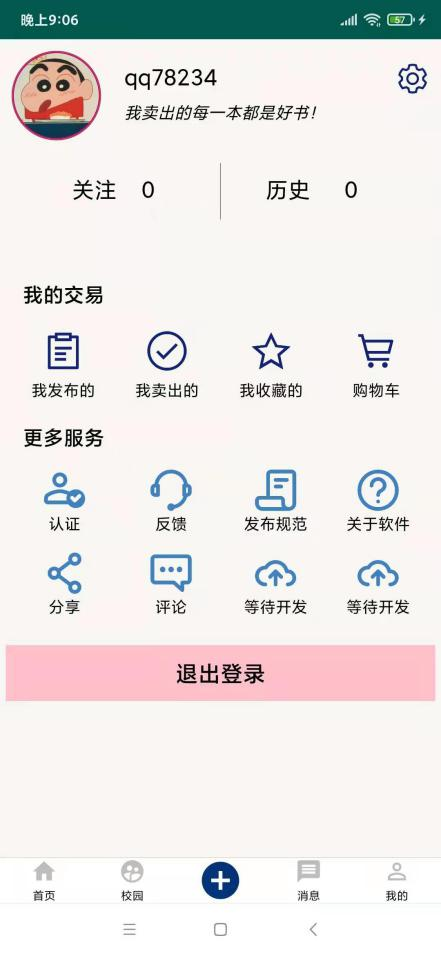 晚上9:06
57
qq78234
我卖出的每一本都是好书！
关注 0 历史 0
我的交易
我发布的 我卖出的 我收藏的 购物车
更多服务
认证 反馈 发布规范 关于软件
分享 评论 等待开发 等待开发
退出登录
首页 校园 消息 我的